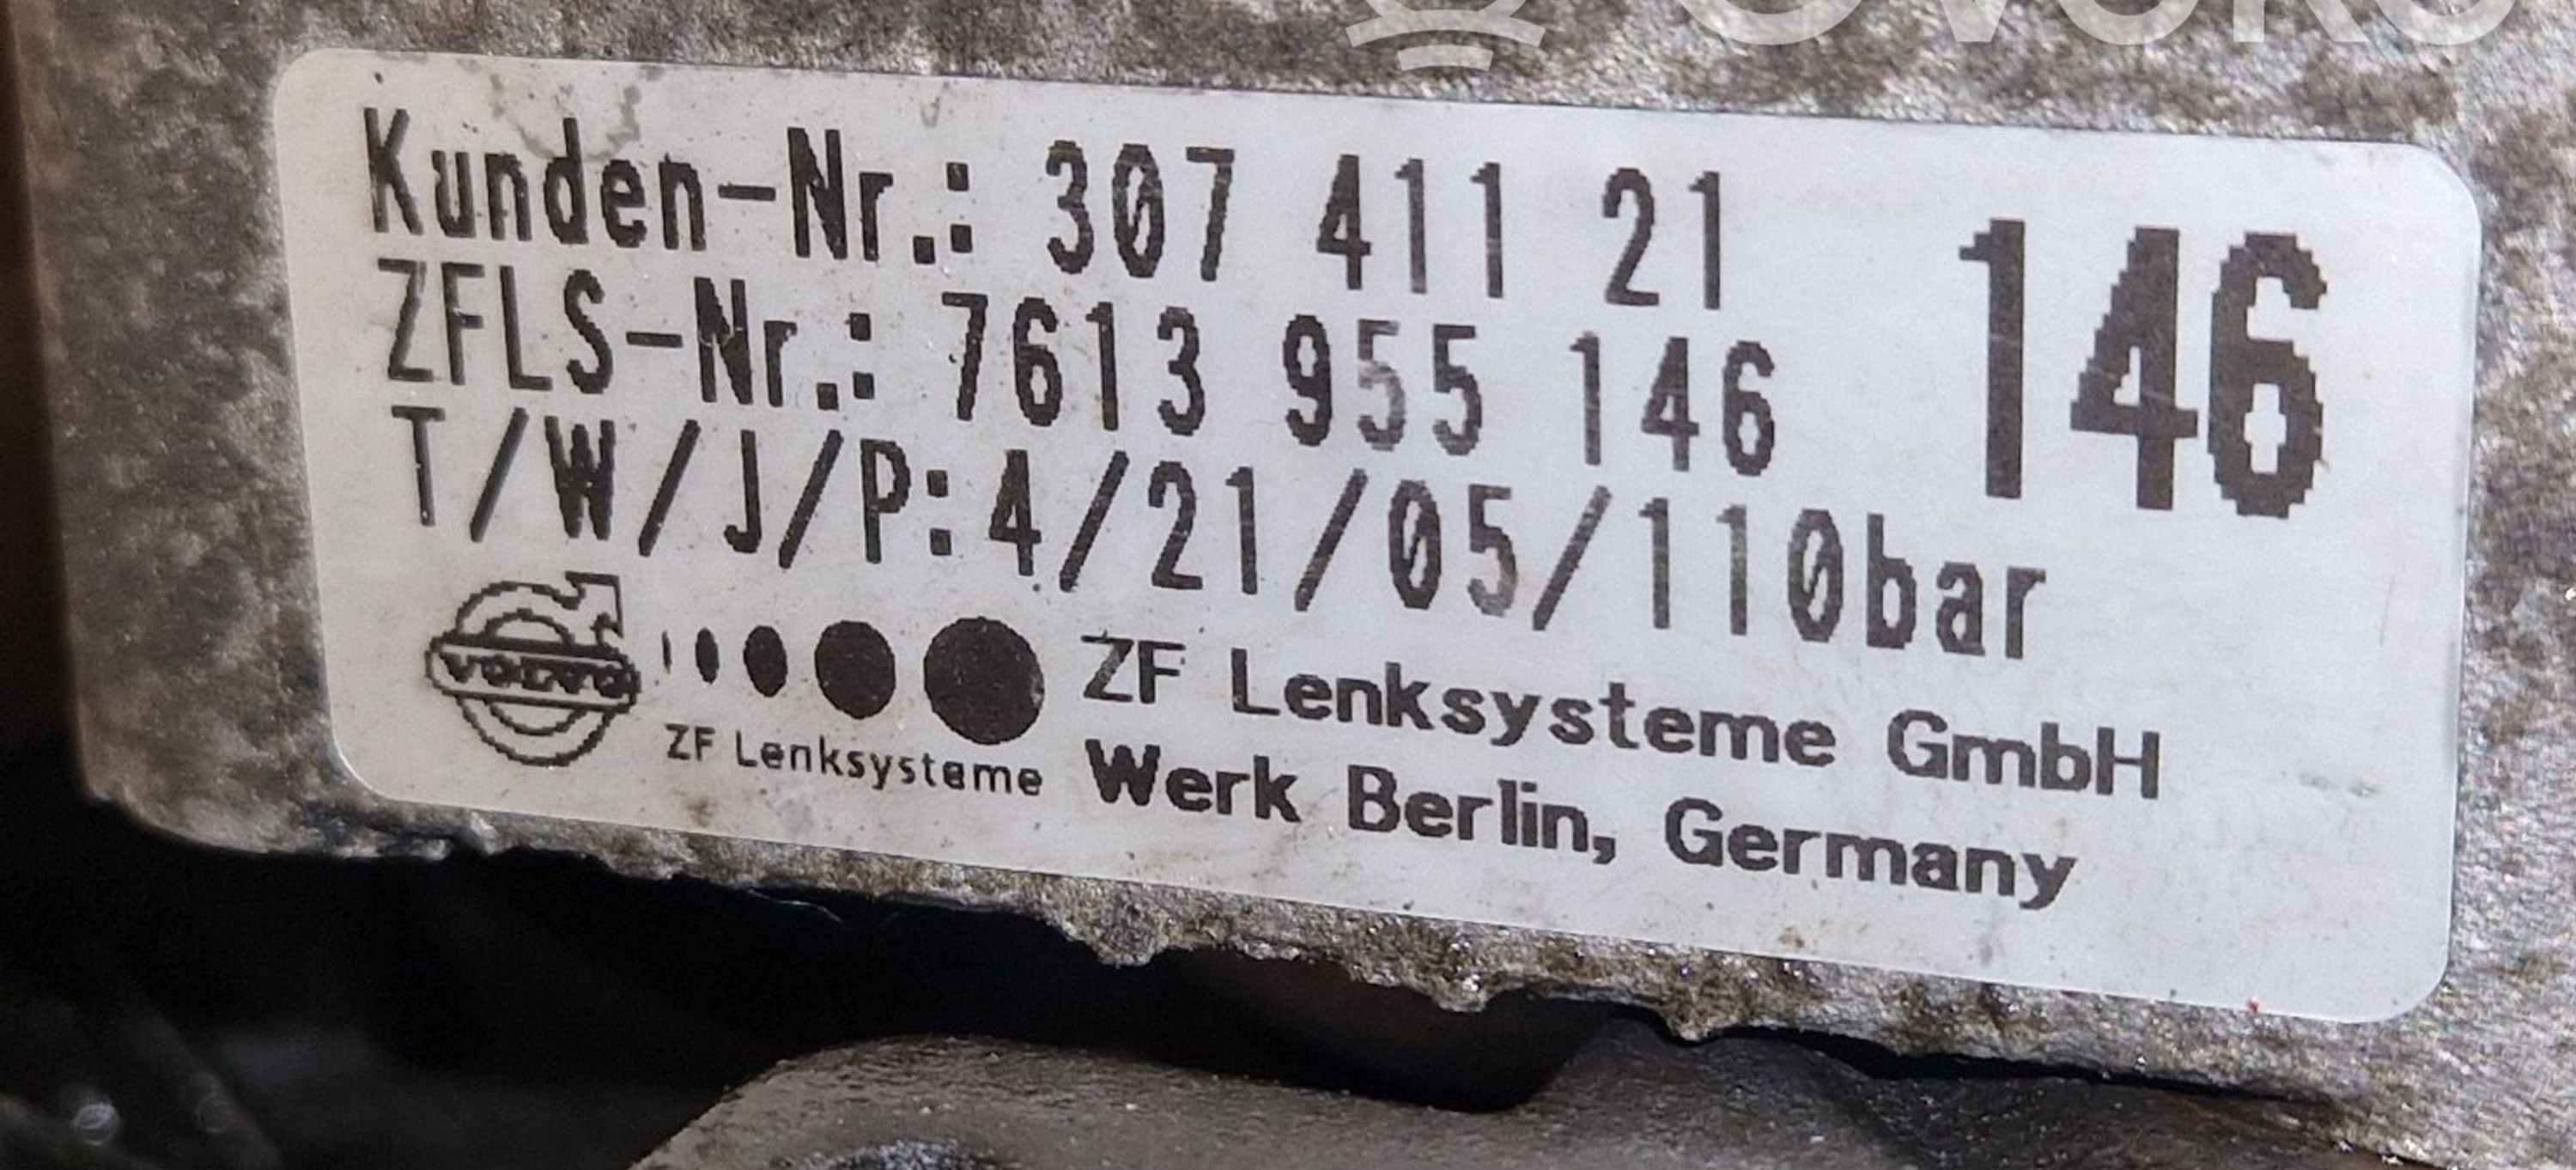 Kunden-Nr.: 307 411 21
146
ZFLS-Nr.: 7613 955 146
T/W/J/P:4/21/05/110bar
VOLVO
ZF Lenksysteme
ZF Lenksysteme GmbH
Werk Berlin, Germany